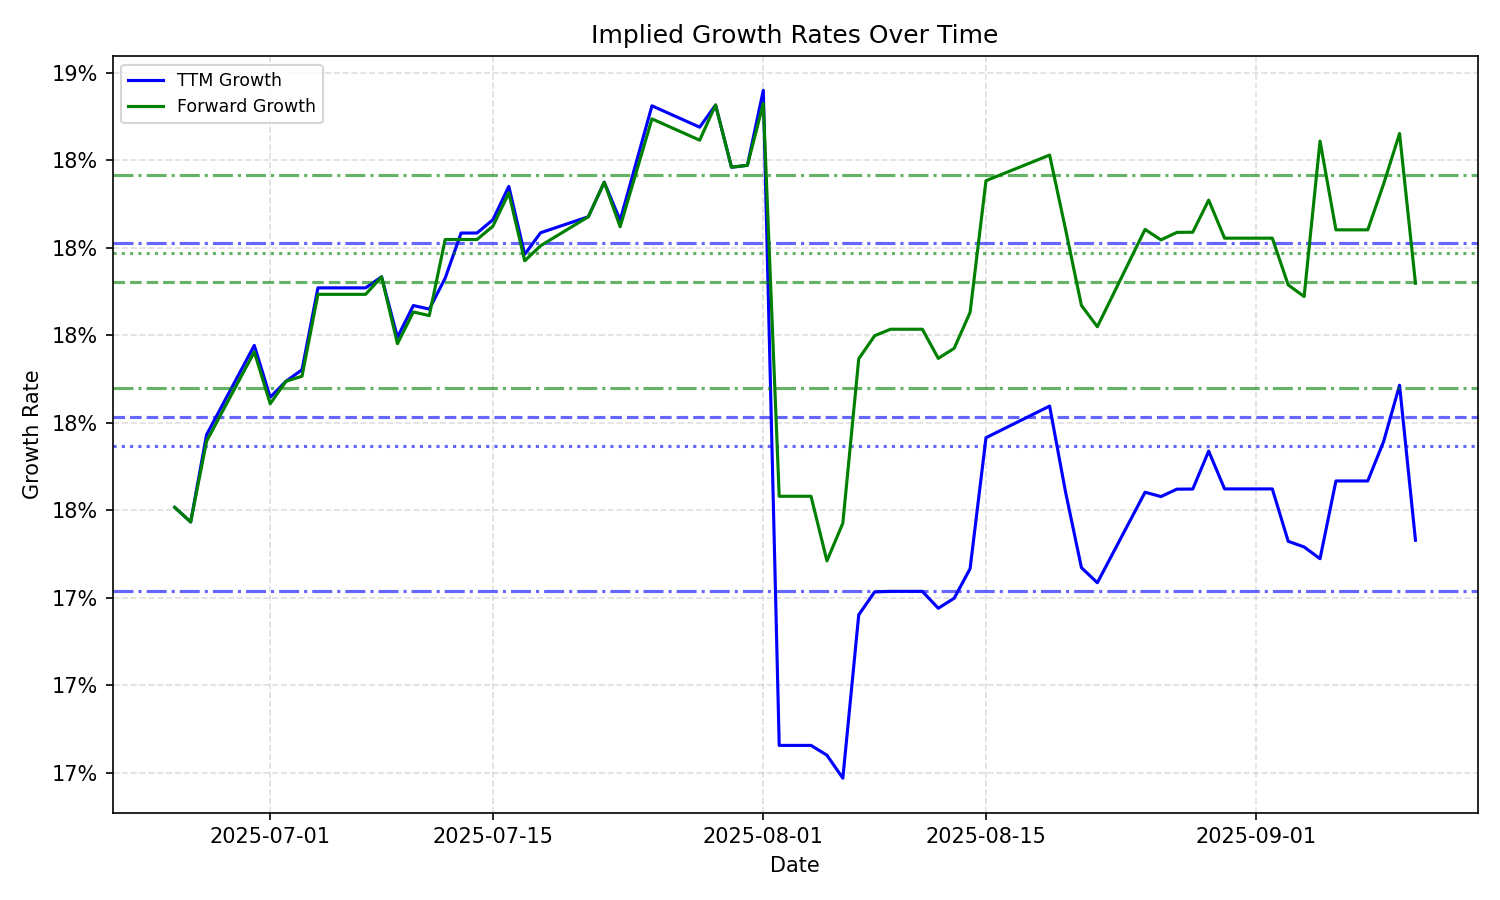 Implied Growth Rates Over Time
TTM Growth
Forward Growth
19%
18%
18%
18%
18%
18%
17%
17%
17%
Growth Rate
2025-07-01
2025-07-15
2025-08-01
2025-08-15
2025-09-01
Date